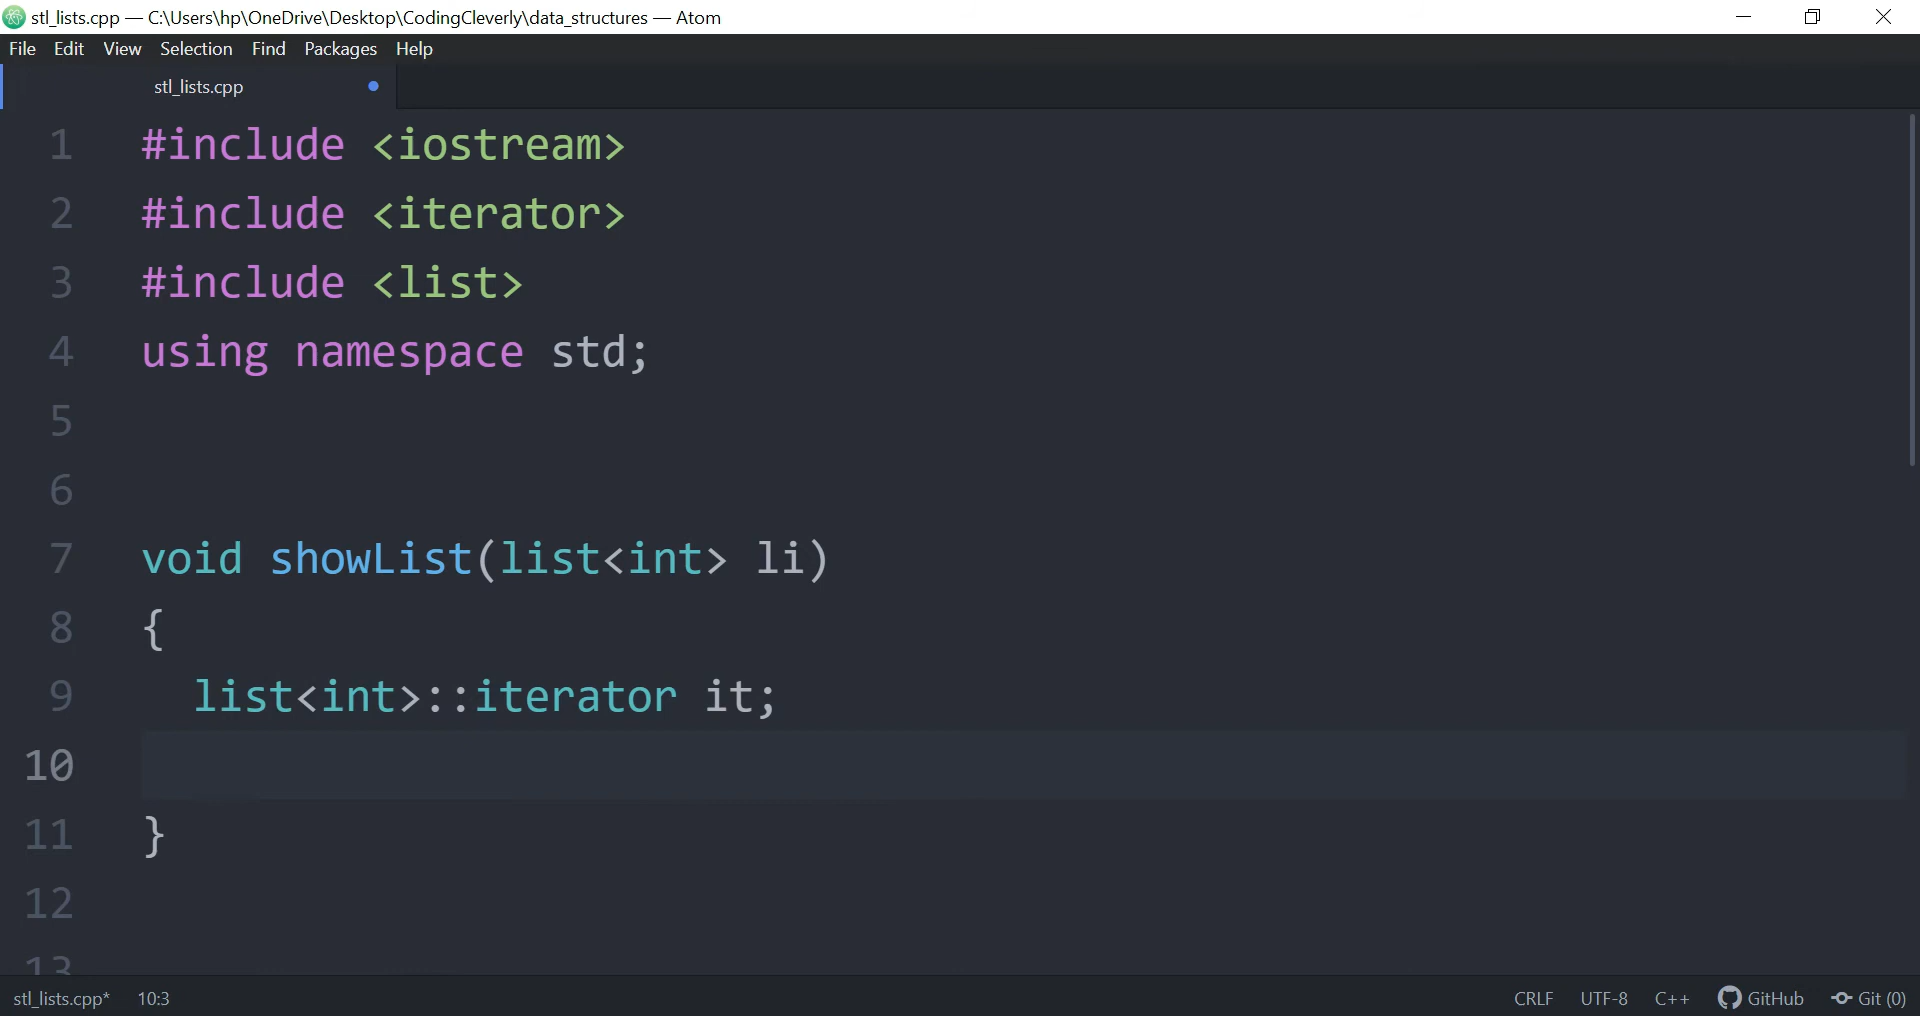 stl_lists.cpp — C:\Users\hp\OneDrive\Desktop\CodingCleverly\data_structures — Atom
File Edit View Selection Find Packages Help
stl_lists.cpp
1 #include <iostream>
2 #include <iterator>
3 #include <list>
4 using namespace std;
5
6
7 void showList(list<int> li)
8 {
9 list<int>::iterator it;
10
11 }
12
13
stl_lists.cpp* 10:3 CRLF UTF-8 C++ GitHub Git (0)